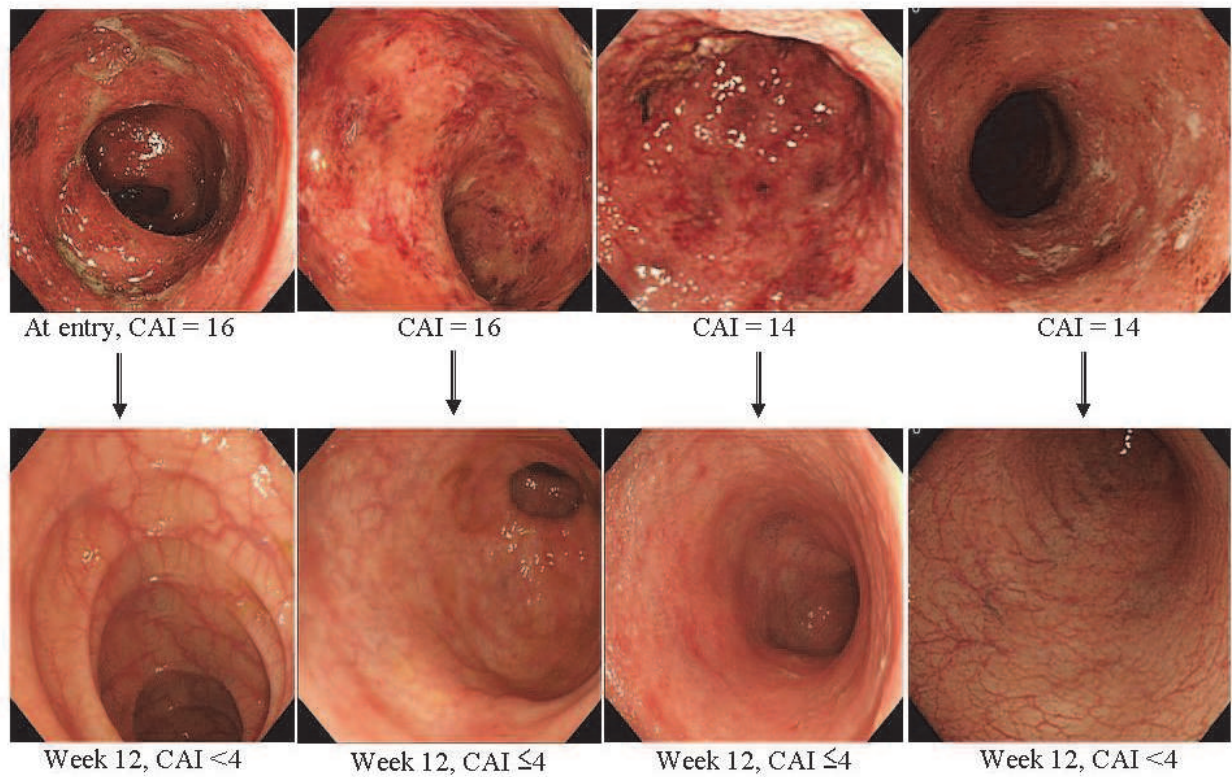 At entry, CAI = 16
CAI = 16
CAI = 14
CAI = 14
Week 12, CAI <4
Week 12, CAI ≤4
Week 12, CAI ≤4
Week 12, CAI <4